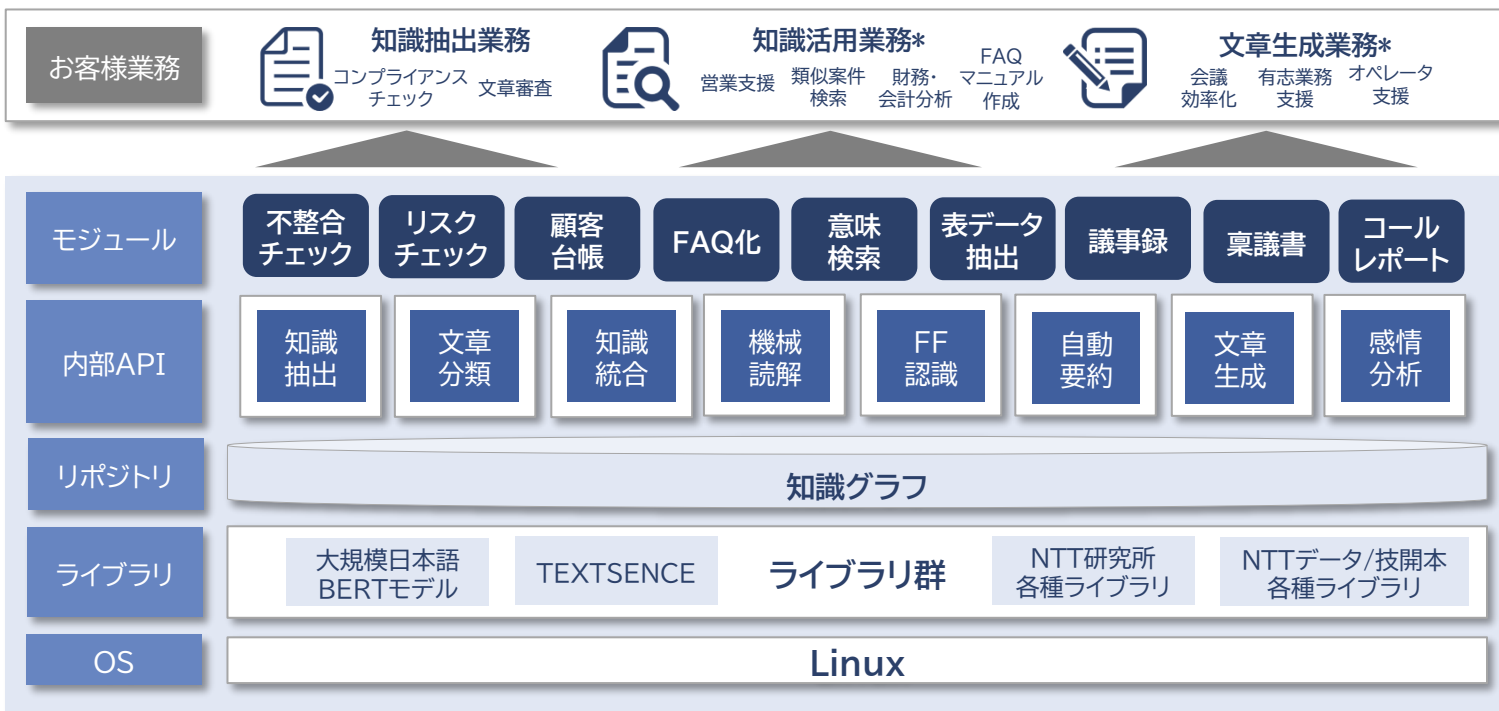 お客様業務
知識抽出業務
コンプライアンス
チェック
文章審査
知識活用業務*
営業支援
類似案件
検索
財務・
会計分析
FAQ
マニュアル
作成
文章生成業務*
会議
効率化
有志業務
支援
オペレータ
支援
モジュール
不整合
チェック
リスク
チェック
顧客
台帳
FAQ化
意味
検索
表データ
抽出
議事録
稟議書
コール
レポート
内部API
知識
抽出
文章
分類
知識
統合
機械
読解
FF
認識
自動
要約
文章
生成
感情
分析
リポジトリ
知識グラフ
ライブラリ
大規模日本語
BERTモデル
TEXTSENCE
ライブラリ群
NTT研究所
各種ライブラリ
NTTデータ/技開本
各種ライブラリ
OS
Linux